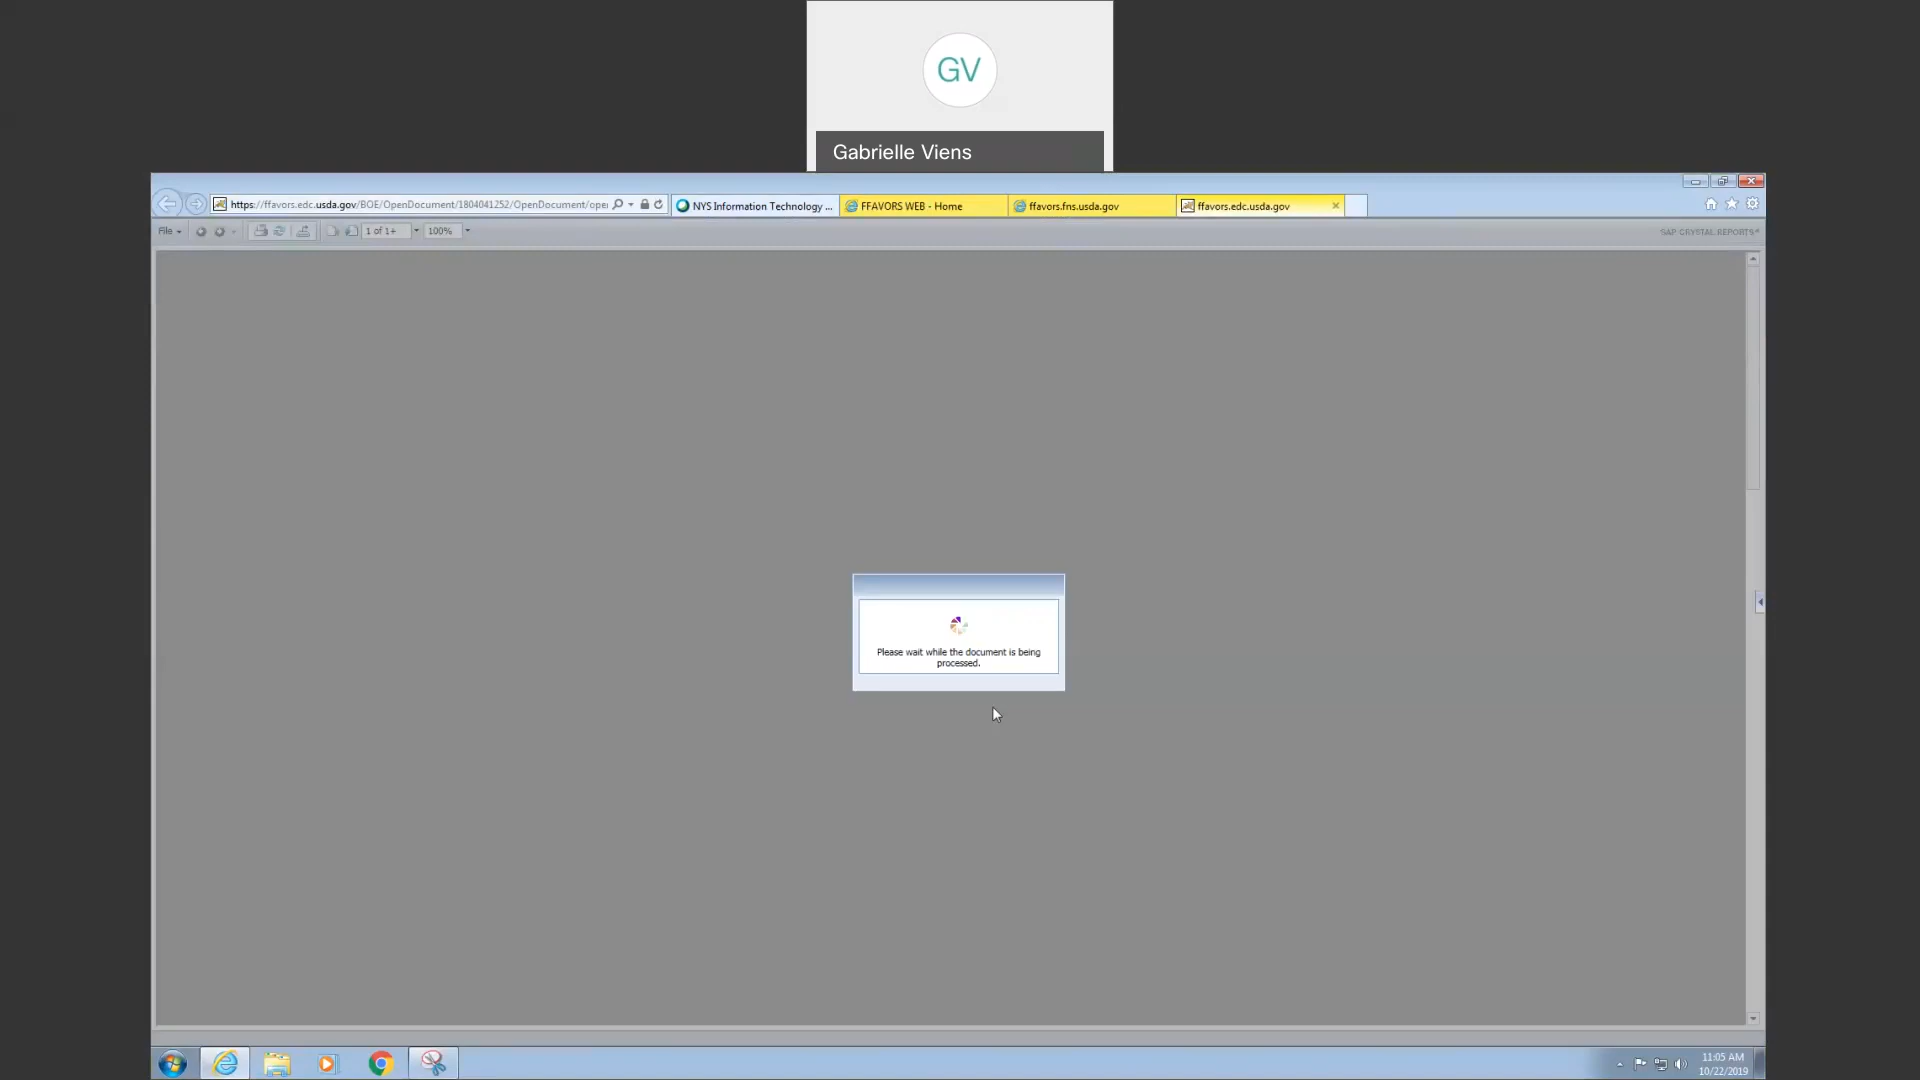 GV
Gabrielle Viens
https://ffavors.edc.usda.gov/BOE/OpenDocument/1804041252/OpenDocument/oper
NYS Information Technology ...
FFAVORS WEB - Home
ffavors.fns.usda.gov
ffavors.edc.usda.gov
File
1 of 1+
100%
SAP CRYSTAL REPORTS®
Please wait while the document is being
processed.
11:05 AM
10/22/2019